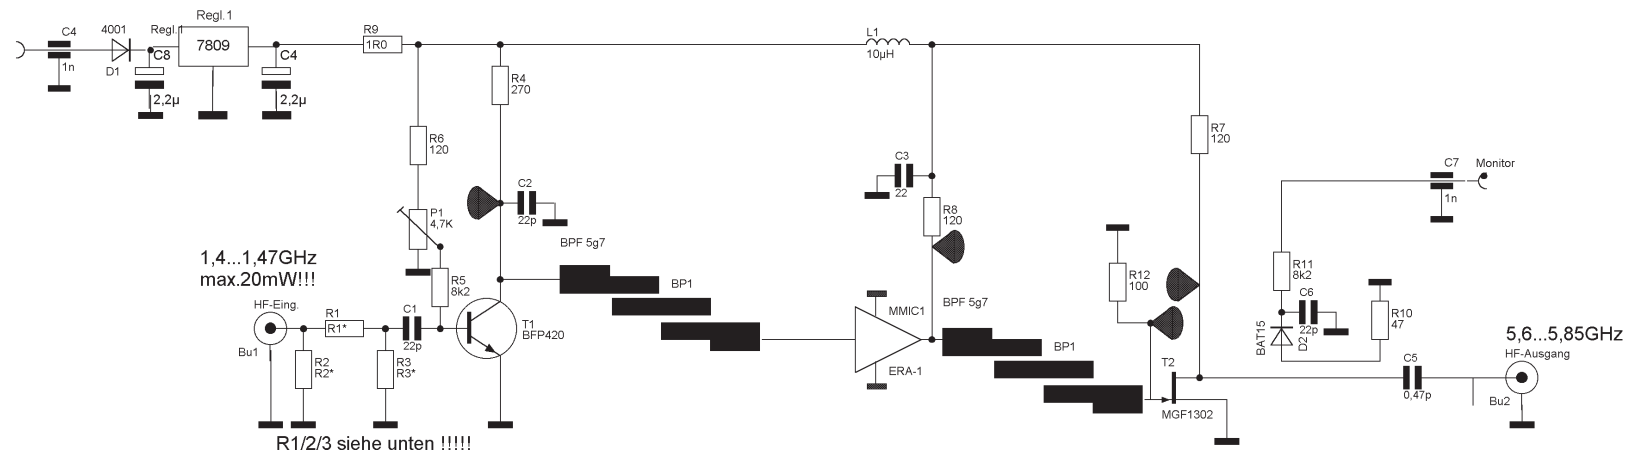 Regl.1
C4
4001
Regl.1
7809
C8
C4
1n
D1
2,2µ
2,2µ
R9
1R0
R4
270
L1
10µH
R6
120
R7
120
C3
22
C2
22p
P1
4,7K
R8
120
C7
Monitor
1n
1,4...1,47GHz
max.20mW!!!
BPF 5g7
BP1
R5
8k2
R12
100
R11
8k2
C6
22p
R10
47
HF-Eing.
R1
R1*
C1
22p
T1
BFP420
MMIC1
BPF 5g7
BAT15
D2
5,6...5,85GHz
HF-Ausgang
Bu1
R2
R2*
R3
R3*
ERA-1
BP1
T2
MGF1302
C5
0,47p
Bu2
R1/2/3 siehe unten !!!!!